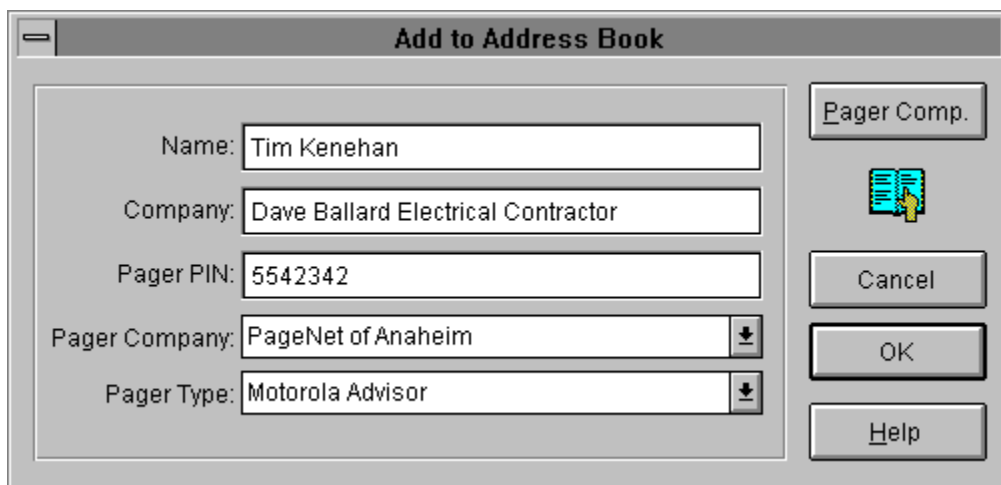 Add to Address Book
Name: Tim Kenehan
Company: Dave Ballard Electrical Contractor
Pager PIN: 5542342
Pager Company: PageNet of Anaheim
Pager Type: Motorola Advisor
Pager Comp.
Cancel
OK
Help